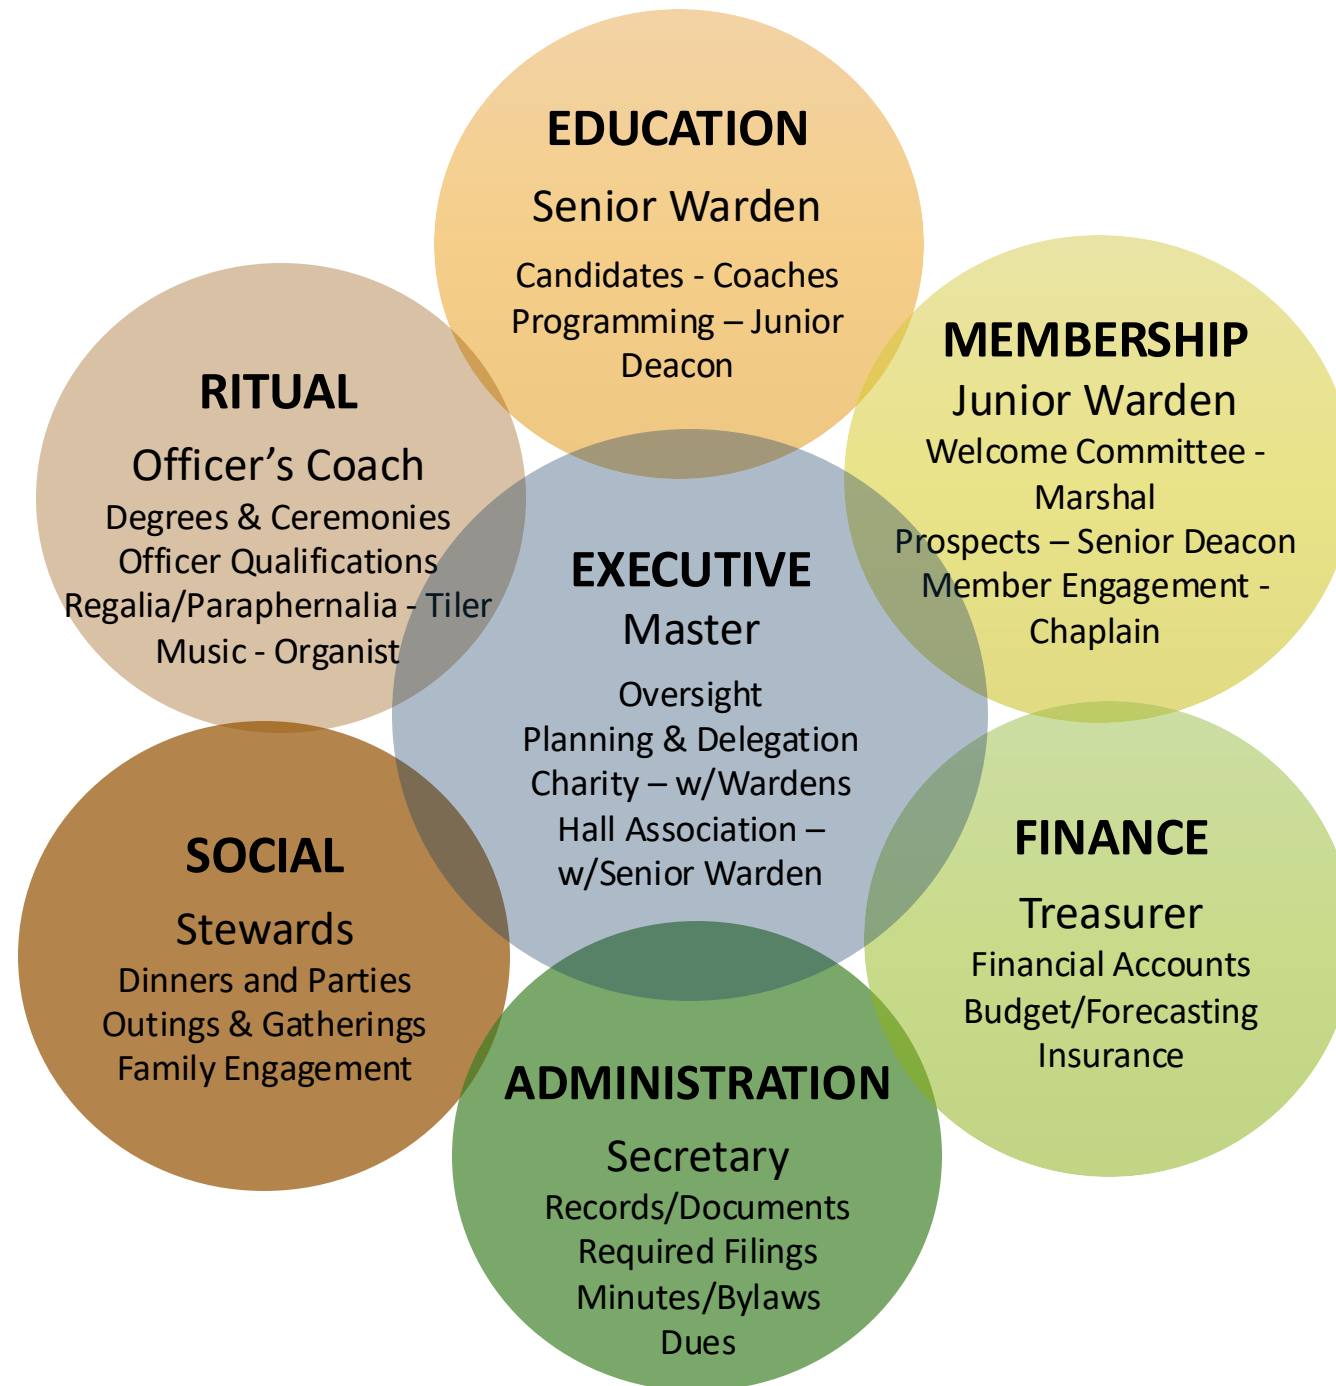 EDUCATION
Senior Warden
Candidates - Coaches
Programming – Junior
Deacon
MEMBERSHIP
Junior Warden
Welcome Committee -
Marshal
Prospects – Senior Deacon
Member Engagement -
Chaplain
RITUAL
Officer’s Coach
Degrees & Ceremonies
Officer Qualifications
Regalia/Paraphernalia - Tiler
Music - Organist
EXECUTIVE
Master
Oversight
Planning & Delegation
Charity – w/Wardens
Hall Association –
w/Senior Warden
SOCIAL
Stewards
Dinners and Parties
Outings & Gatherings
Family Engagement
FINANCE
Treasurer
Financial Accounts
Budget/Forecasting
Insurance
ADMINISTRATION
Secretary
Records/Documents
Required Filings
Minutes/Bylaws
Dues